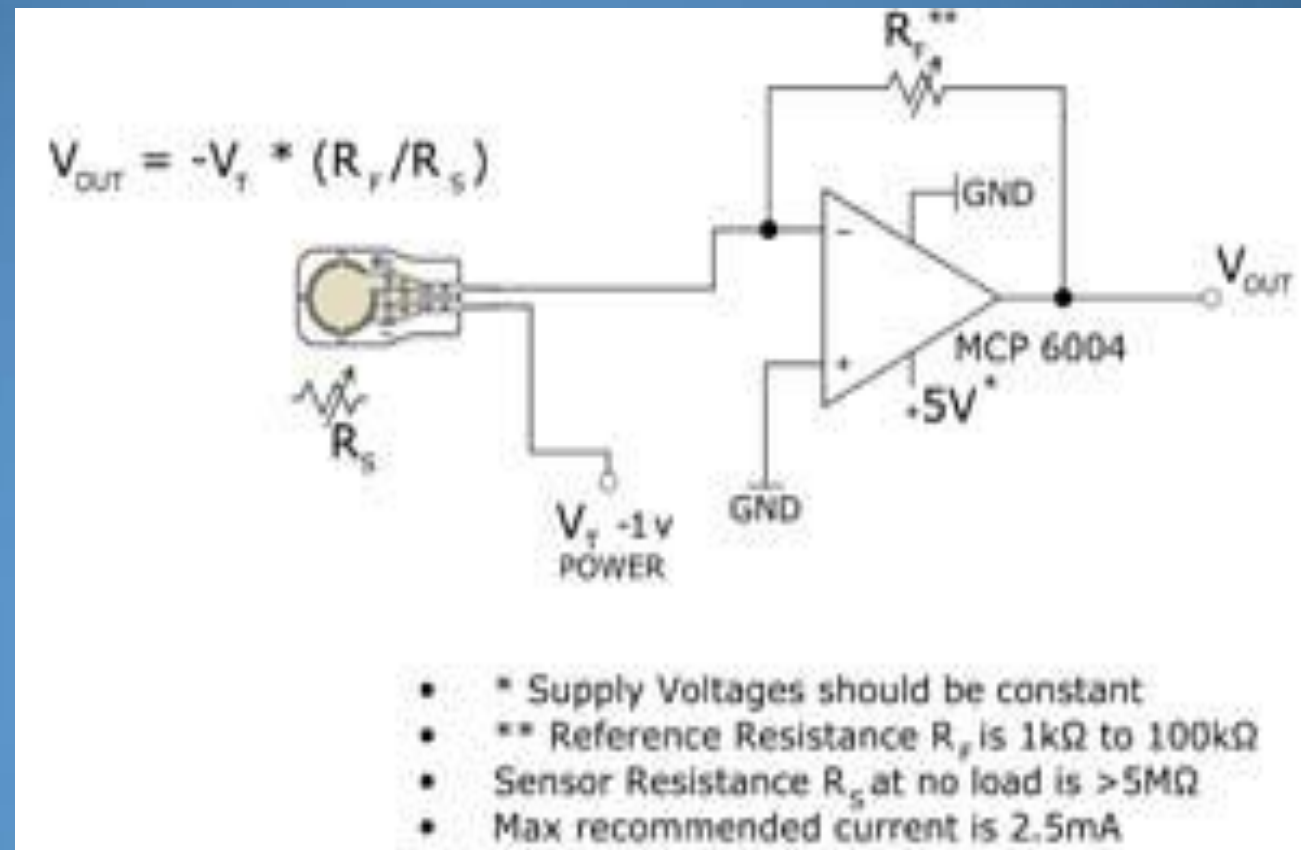 R_F **
V_OUT = -V_T * (R_F/R_S)
GND
-
V_OUT
MCP 6004
+
+5V*
R_S
GND
V_T -1v
POWER
• * Supply Voltages should be constant
• ** Reference Resistance R_F is 1kΩ to 100kΩ
• Sensor Resistance R_S at no load is >5MΩ
• Max recommended current is 2.5mA